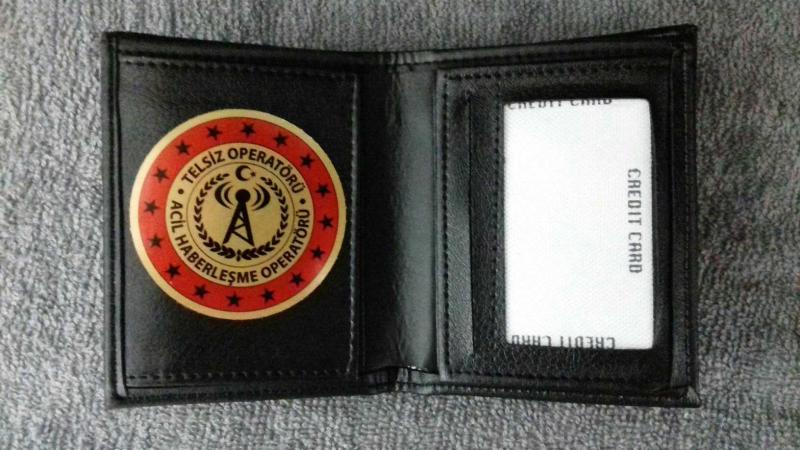 TELSİZ OPERATÖRÜ
ACİL HABERLEŞME OPERATÖRÜ
CREDIT CARD
CREDIT CARD
CREDIT CARD